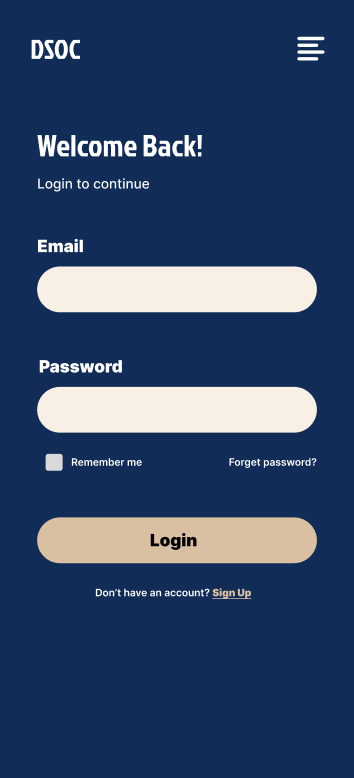 DSOC
Welcome Back!
Login to continue
Email
Password
Remember me
Forget password?
Login
Don't have an account? Sign Up